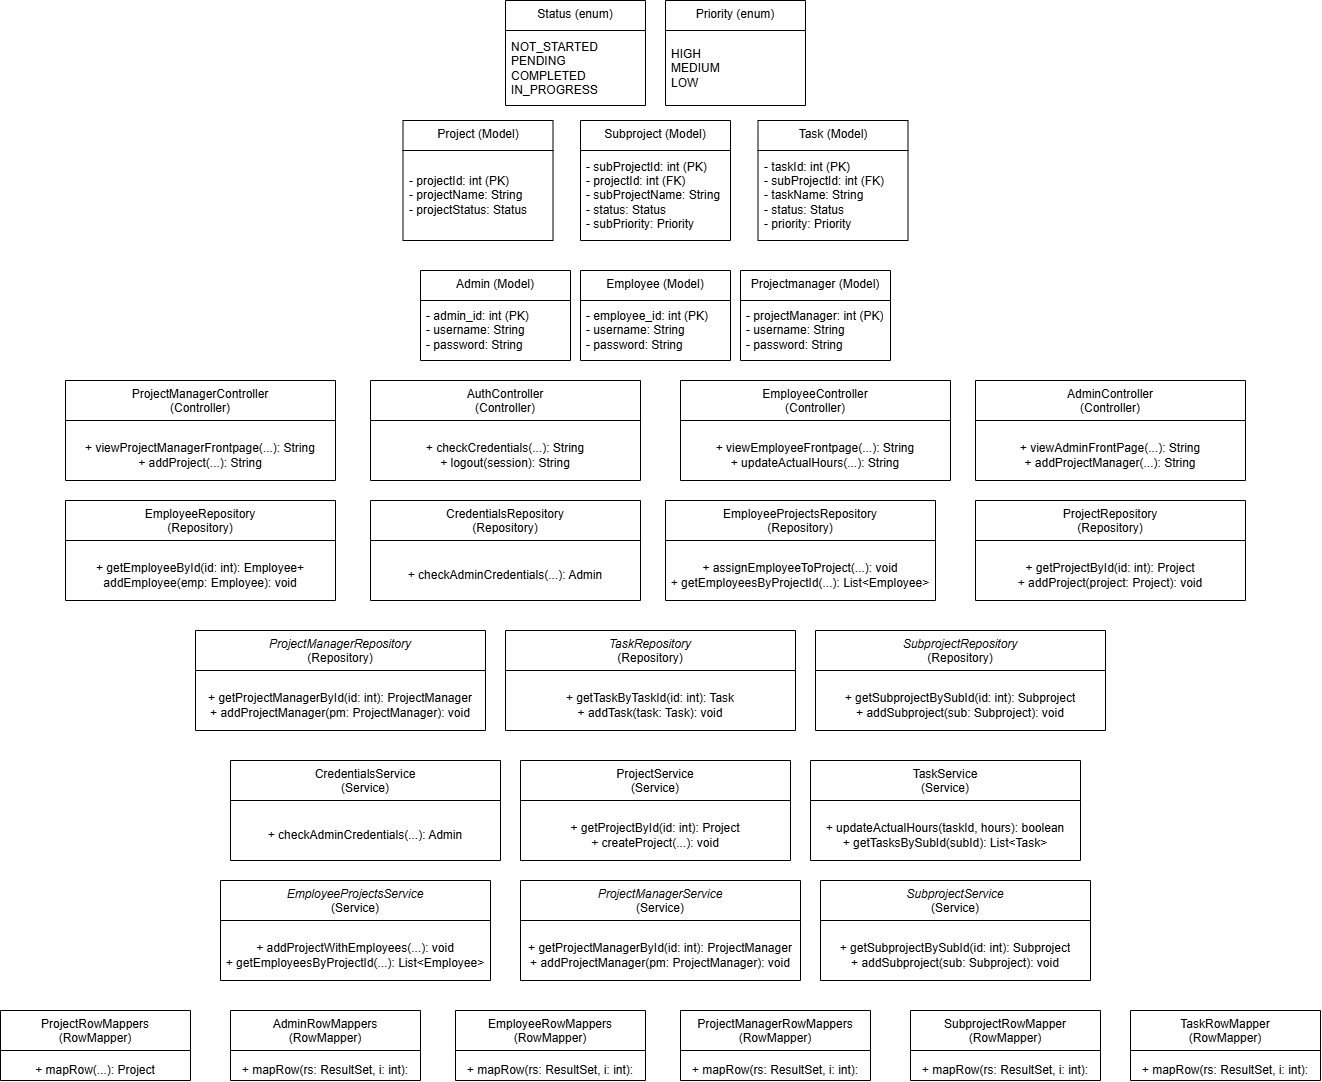 Status (enum)
NOT_STARTED
PENDING
COMPLETED
IN_PROGRESS
Priority (enum)
HIGH
MEDIUM
LOW
Project (Model)
- projectId: int (PK)
- projectName: String
- projectStatus: Status
Subproject (Model)
- subProjectId: int (PK)
- projectId: int (FK)
- subProjectName: String
- status: Status
- subPriority: Priority
Task (Model)
- taskId: int (PK)
- subProjectId: int (FK)
- taskName: String
- status: Status
- priority: Priority
Admin (Model)
- admin_id: int (PK)
- username: String
- password: String
Employee (Model)
- employee_id: int (PK)
- username: String
- password: String
Projectmanager (Model)
- projectManager: int (PK)
- username: String
- password: String
ProjectManagerController
(Controller)
+ viewProjectManagerFrontpage(...): String
+ addProject(...): String
AuthController
(Controller)
+ checkCredentials(...): String
+ logout(session): String
EmployeeController
(Controller)
+ viewEmployeeFrontpage(...): String
+ updateActualHours(...): String
AdminController
(Controller)
+ viewAdminFrontPage(...): String
+ addProjectManager(...): String
EmployeeRepository
(Repository)
+ getEmployeeById(id: int): Employee+
addEmployee(emp: Employee): void
CredentialsRepository
(Repository)
+ checkAdminCredentials(...): Admin
EmployeeProjectsRepository
(Repository)
+ assignEmployeeToProject(...): void
+ getEmployeesByProjectId(...): List<Employee>
ProjectRepository
(Repository)
+ getProjectById(id: int): Project
+ addProject(project: Project): void
ProjectManagerRepository
(Repository)
+ getProjectManagerById(id: int): ProjectManager
+ addProjectManager(pm: ProjectManager): void
TaskRepository
(Repository)
+ getTaskByTaskId(id: int): Task
+ addTask(task: Task): void
SubprojectRepository
(Repository)
+ getSubprojectBySubId(id: int): Subproject
+ addSubproject(sub: Subproject): void
CredentialsService
(Service)
+ checkAdminCredentials(...): Admin
ProjectService
(Service)
+ getProjectById(id: int): Project
+ createProject(...): void
TaskService
(Service)
+ updateActualHours(taskId, hours): boolean
+ getTasksBySubId(subId): List<Task>
EmployeeProjectsService
(Service)
+ addProjectWithEmployees(...): void
+ getEmployeesByProjectId(...): List<Employee>
ProjectManagerService
(Service)
+ getProjectManagerById(id: int): ProjectManager
+ addProjectManager(pm: ProjectManager): void
SubprojectService
(Service)
+ getSubprojectBySubId(id: int): Subproject
+ addSubproject(sub: Subproject): void
ProjectRowMappers
(RowMapper)
+ mapRow(...): Project
AdminRowMappers
(RowMapper)
+ mapRow(rs: ResultSet, i: int):
EmployeeRowMappers
(RowMapper)
+ mapRow(rs: ResultSet, i: int):
ProjectManagerRowMappers
(RowMapper)
+ mapRow(rs: ResultSet, i: int):
SubprojectRowMapper
(RowMapper)
+ mapRow(rs: ResultSet, i: int):
TaskRowMapper
(RowMapper)
+ mapRow(rs: ResultSet, i: int):